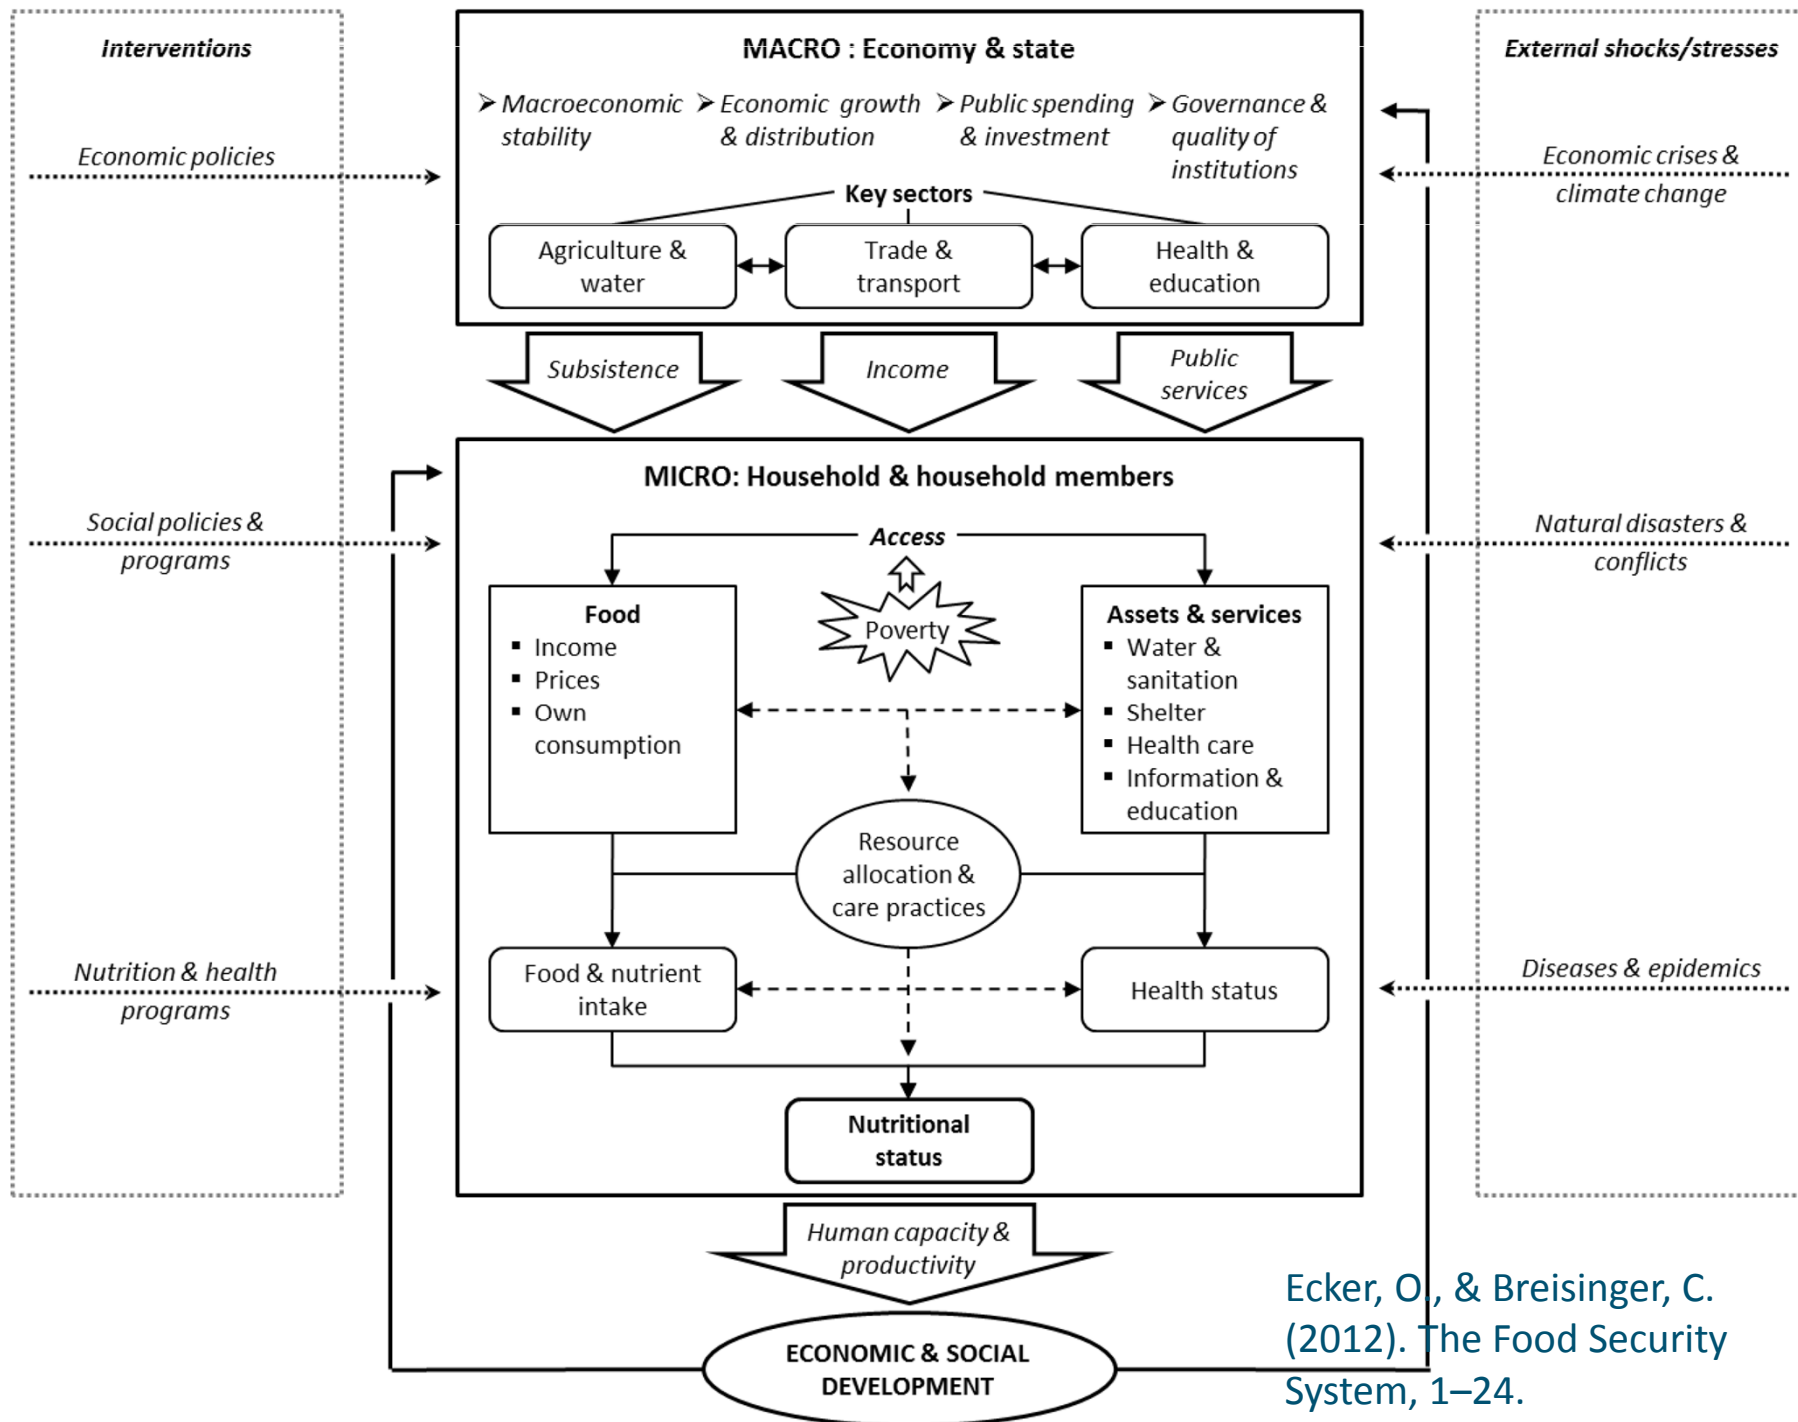 Interventions
MACRO : Economy & state
External shocks/stresses
➢ Macroeconomic
stability
➢ Economic growth
& distribution
➢ Public spending
& investment
➢ Governance &
quality of
institutions
Economic policies
Economic crises &
climate change
Key sectors
Agriculture &
water
Trade &
transport
Health &
education
Subsistence
Income
Public
services
MICRO: Household & household members
Social policies &
programs
Natural disasters &
conflicts
Access
Poverty
Food
▪ Income
▪ Prices
▪ Own
consumption
Assets & services
▪ Water &
sanitation
▪ Shelter
▪ Health care
▪ Information &
education
Resource
allocation &
care practices
Nutrition & health
programs
Diseases & epidemics
Food & nutrient
intake
Health status
Nutritional
status
Human capacity &
productivity
ECONOMIC & SOCIAL
DEVELOPMENT
Ecker, O., & Breisinger, C.
(2012). The Food Security
System, 1–24.